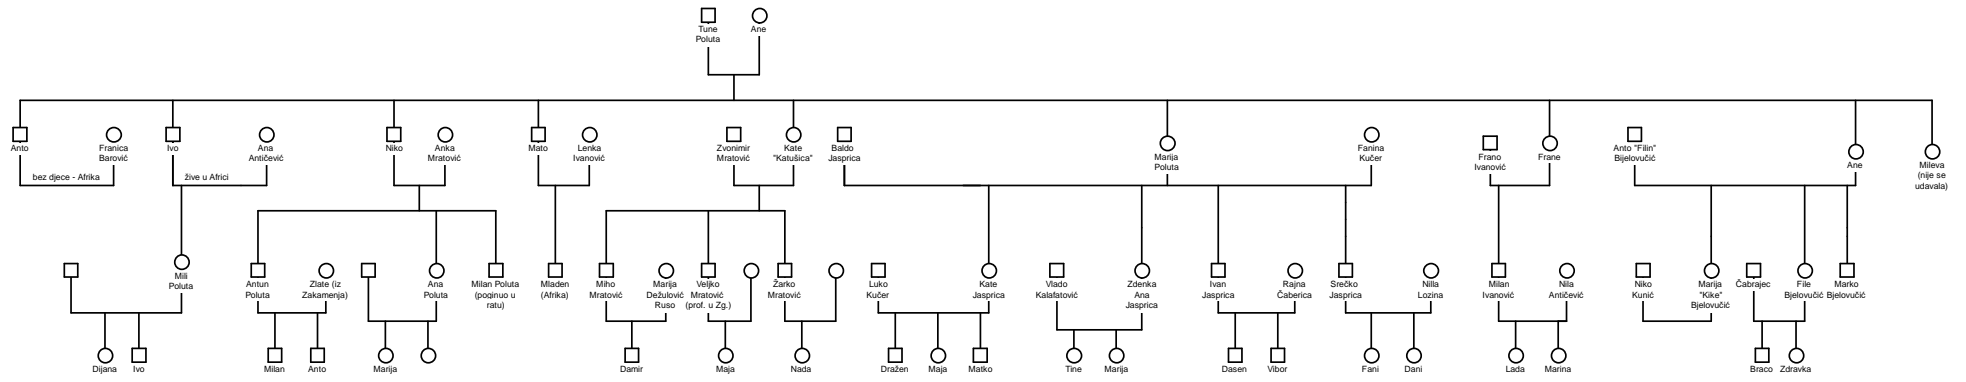 Tune
Poluta
Ane
Anto
Franica
Barović
bez djece - Afrika
Ivo
Ana
Antičević
žive u Africi
Niko
Anka
Mratović
Mato
Lenka
Ivanović
Zvonimir
Mratović
Kate
"Katušica"
Baldo
Jasprica
Marija
Poluta
Fanina
Kučer
Frano
Ivanović
Frane
Anto "Filin"
Bijelovučić
Ane
Mileva
(nije se
udavala)
Mili
Poluta
Antun
Poluta
Zlate (iz
Zakamenja)
Ana
Poluta
Milan Poluta
(poginuo u
ratu)
Mladen
(Afrika)
Miho
Mratović
Marija
Dežulović
Ruso
Veljko
Mratović
(prof. u Zg.)
Žarko
Mratović
Luko
Kučer
Kate
Jasprica
Vlado
Kalafatović
Zdenka
Ana
Jasprica
Ivan
Jasprica
Rajna
Čaberica
Srečko
Jasprica
Nilla
Lozina
Milan
Ivanović
Nila
Antičević
Niko
Kunić
Marija
"Kike"
Bjelovučić
Čabrajec
File
Bjelovučić
Marko
Bjelovučić
Dijana
Ivo
Milan
Anto
Marija
Damir
Maja
Nada
Dražen
Maja
Matko
Tine
Marija
Dasen
Vibor
Fani
Dani
Lada
Marina
Braco
Zdravka